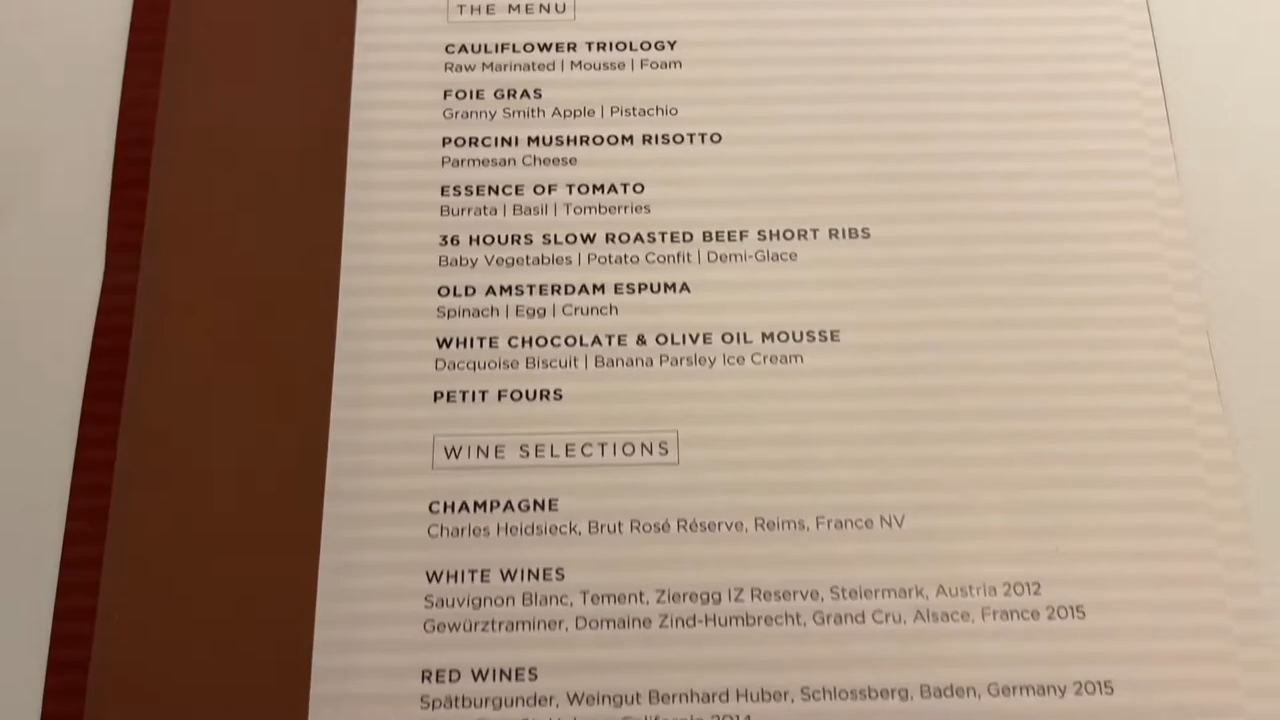 THE MENU
CAULIFLOWER TRIOLOGY
Raw Marinated | Mousse | Foam
FOIE GRAS
Granny Smith Apple | Pistachio
PORCINI MUSHROOM RISOTTO
Parmesan Cheese
ESSENCE OF TOMATO
Burrata | Basil | Tomberries
36 HOURS SLOW ROASTED BEEF SHORT RIBS
Baby Vegetables | Potato Confit | Demi-Glace
OLD AMSTERDAM ESPUMA
Spinach | Egg | Crunch
WHITE CHOCOLATE & OLIVE OIL MOUSSE
Dacquoise Biscuit | Banana Parsley Ice Cream
PETIT FOURS
WINE SELECTIONS
CHAMPAGNE
Charles Heidsieck, Brut Rosé Réserve, Reims, France NV
WHITE WINES
Sauvignon Blanc, Tement, Zieregg IZ Reserve, Steiermark, Austria 2012
Gewürztraminer, Domaine Zind-Humbrecht, Grand Cru, Alsace, France 2015
RED WINES
Spätburgunder, Weingut Bernhard Huber, Schlossberg, Baden, Germany 2015